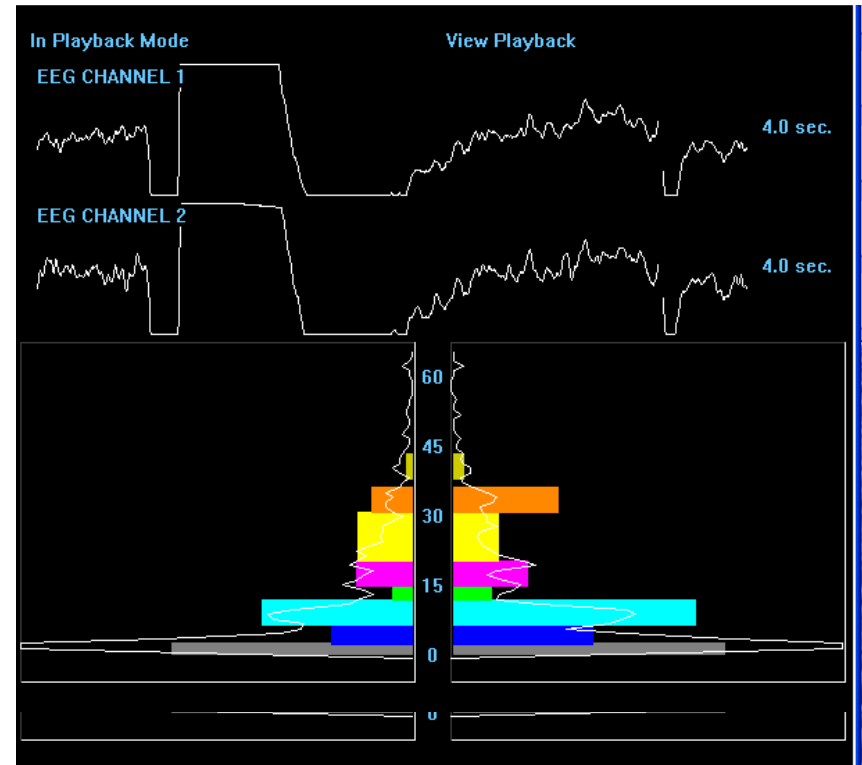 In Playback Mode View Playback
EEG CHANNEL 1
4.0 sec.
EEG CHANNEL 2
4.0 sec.
60
45
30
15
0